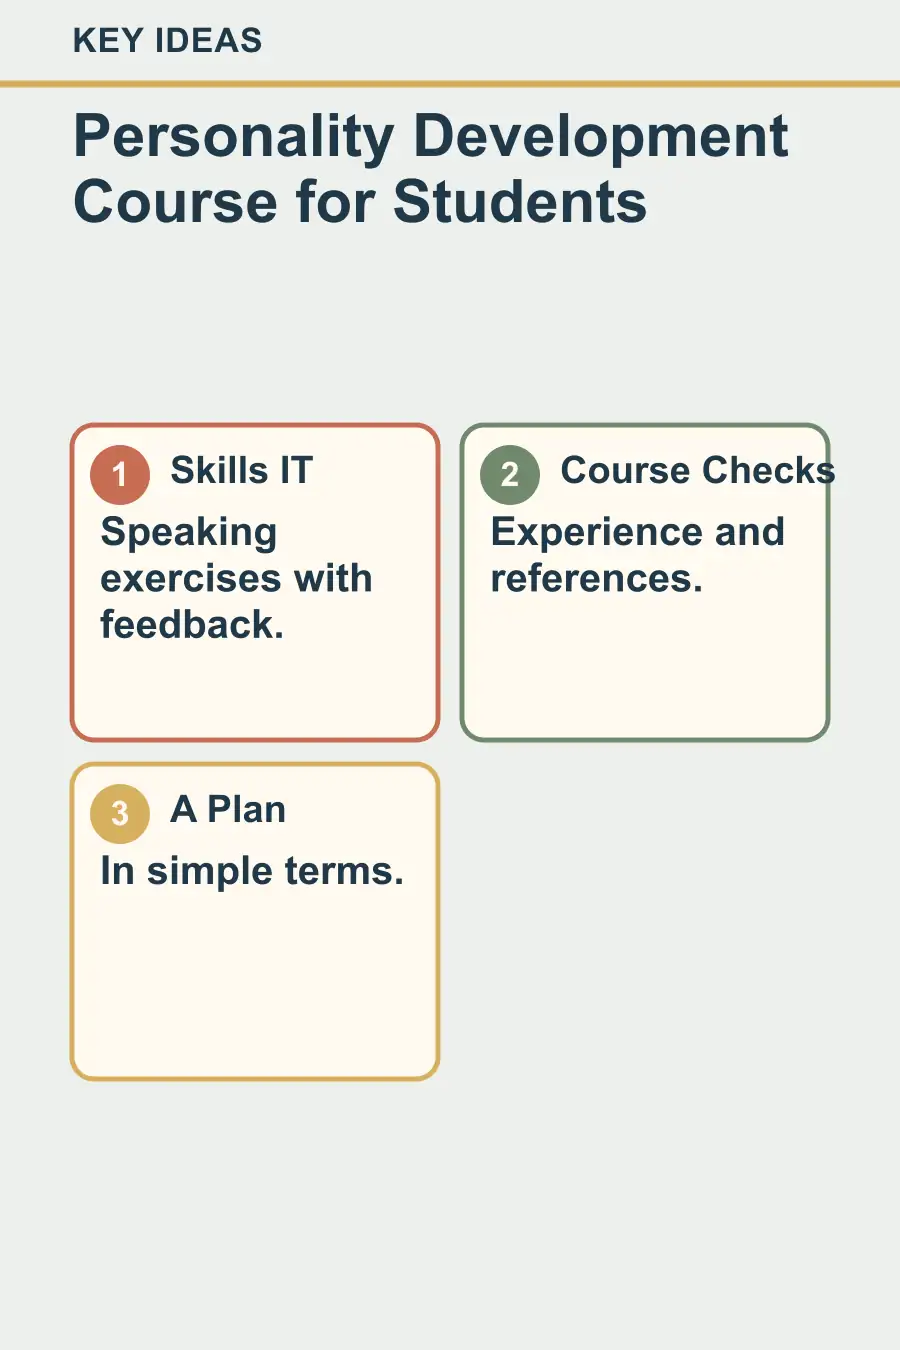 KEY IDEAS
Personality Development
Course for Students
1 Skills IT
Speaking
exercises with
feedback.
2 Course Checks
Experience and
references.
3 A Plan
In simple terms.